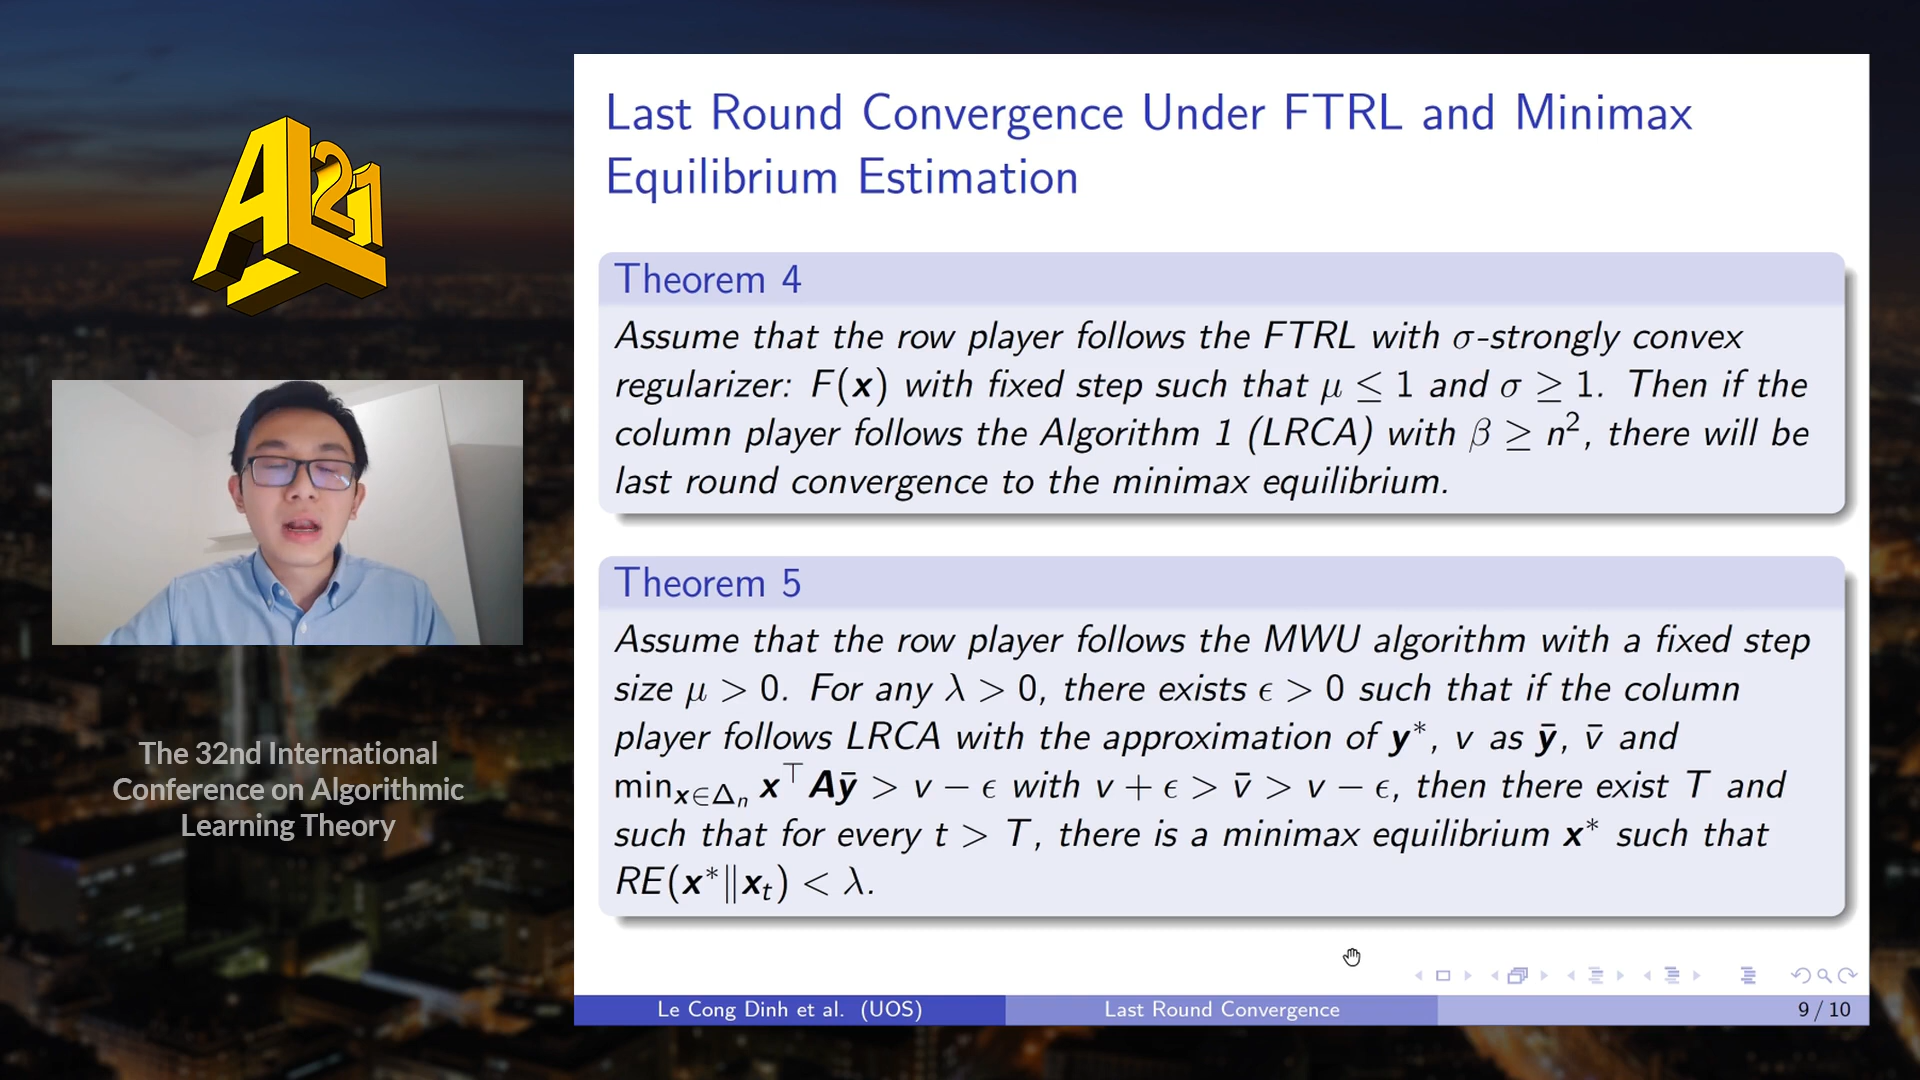 ALT
21
The 32nd International
Conference on Algorithmic
Learning Theory
Last Round Convergence Under FTRL and Minimax
Equilibrium Estimation
Theorem 4
Assume that the row player follows the FTRL with σ-strongly convex
regularizer: F(x) with fixed step such that μ ≤ 1 and σ ≥ 1. Then if the
column player follows the Algorithm 1 (LRCA) with β ≥ n², there will be
last round convergence to the minimax equilibrium.
Theorem 5
Assume that the row player follows the MWU algorithm with a fixed step
size μ > 0. For any λ > 0, there exists ϵ > 0 such that if the column
player follows LRCA with the approximation of y*, v as ȳ, v̄ and
min_{x∈Δ_n} x^⊤ Aȳ > v − ϵ with v + ϵ > v̄ > v − ϵ, then there exist T and
such that for every t > T, there is a minimax equilibrium x* such that
RE(x*∥x_t) < λ.
Le Cong Dinh et al. (UOS)
Last Round Convergence
9 / 10